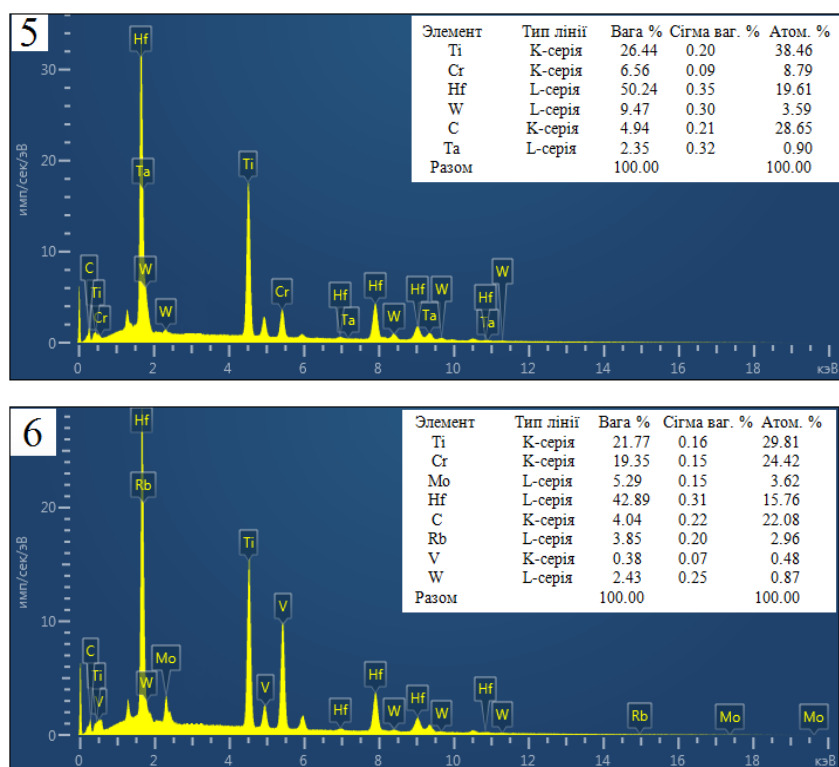 5
Элемент Тип лінії Вага % Сігма ваг. % Атом. %
Ti K-серія 26.44 0.20 38.46
Cr K-серія 6.56 0.09 8.79
Hf L-серія 50.24 0.35 19.61
W L-серія 9.47 0.30 3.59
C K-серія 4.94 0.21 28.65
Ta L-серія 2.35 0.32 0.90
Разом 100.00 100.00
имп/сек/эВ
30
20
10
0
Hf
Ta
W
C
Ti
Cr
W
Ti
Cr
Hf
Ta
Hf
W
Hf
Ta
W
Hf
Ta
W
0 2 4 6 8 10 12 14 16 18 кэВ
6
Элемент Тип лінії Вага % Сігма ваг. % Атом. %
Ti K-серія 21.77 0.16 29.81
Cr K-серія 19.35 0.15 24.42
Mo L-серія 5.29 0.15 3.62
Hf L-серія 42.89 0.31 15.76
C K-серія 4.04 0.22 22.08
Rb L-серія 3.85 0.20 2.96
V K-серія 0.38 0.07 0.48
W L-серія 2.43 0.25 0.87
Разом 100.00 100.00
имп/сек/эВ
20
10
0
Hf
Rb
C
Ti
V
W
Mo
Ti
V
V
Hf
Hf
W
Hf
W
Hf
W
Rb
Mo
Mo
0 2 4 6 8 10 12 14 16 18 кэВ